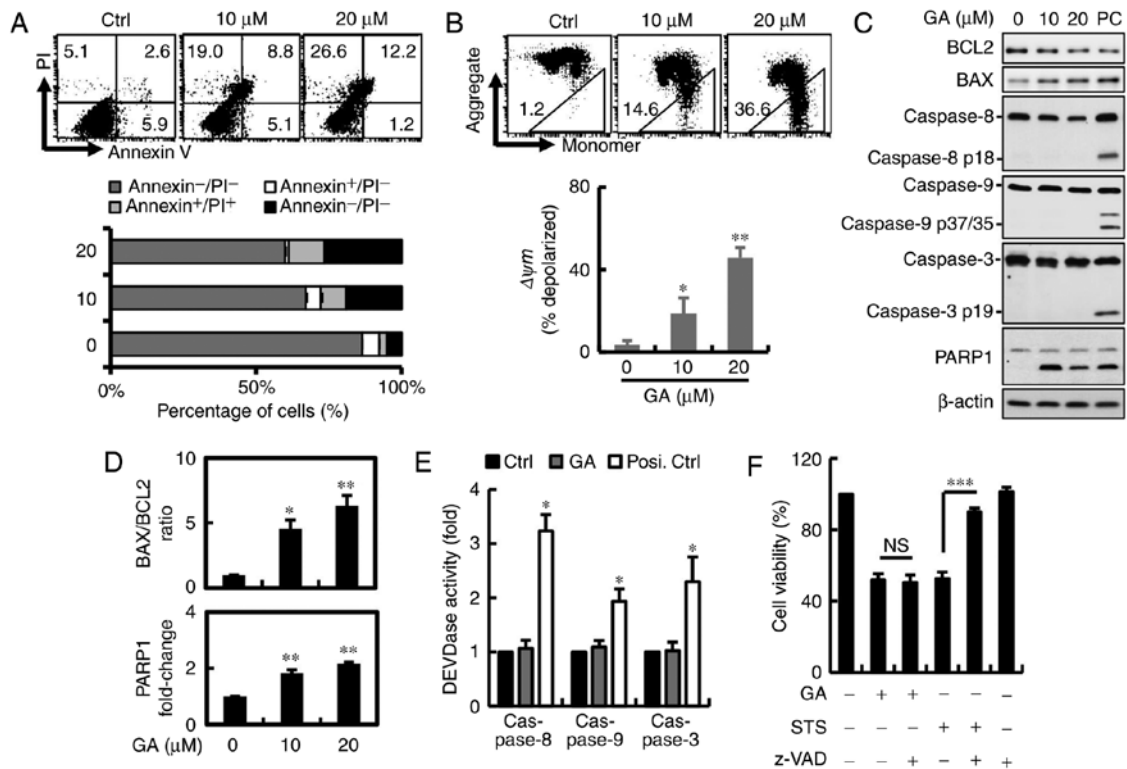 A
Ctrl
10 μM
20 μM
PI
5.1
2.6
5.9
19.0
8.8
5.1
26.6
12.2
1.2
Annexin V
Annexin−/PI−
Annexin+/PI−
Annexin+/PI+
Annexin−/PI−
20
10
0
0%
50%
100%
Percentage of cells (%)
B
Ctrl
10 μM
20 μM
Aggregate
1.2
14.6
36.6
Monomer
Δψm
(% depolarized)
80
40
0
*
**
0
10
20
GA (μM)
C
GA (μM)
0
10
20
PC
BCL2
BAX
Caspase-8
Caspase-8 p18
Caspase-9
Caspase-9 p37/35
Caspase-3
Caspase-3 p19
PARP1
β-actin
D
BAX/BCL2
ratio
10
5
0
*
**
PARP1
fold-change
4
2
0
**
**
GA (μM)
0
10
20
E
Ctrl
GA
Posi. Ctrl
DEVDase activity (fold)
4
3
2
1
0
*
*
*
Cas-
pase-8
Cas-
pase-9
Cas-
pase-3
F
Cell viability (%)
120
80
40
0
NS
***
GA − + + − − −
STS − − − + + −
z-VAD − − + − + +